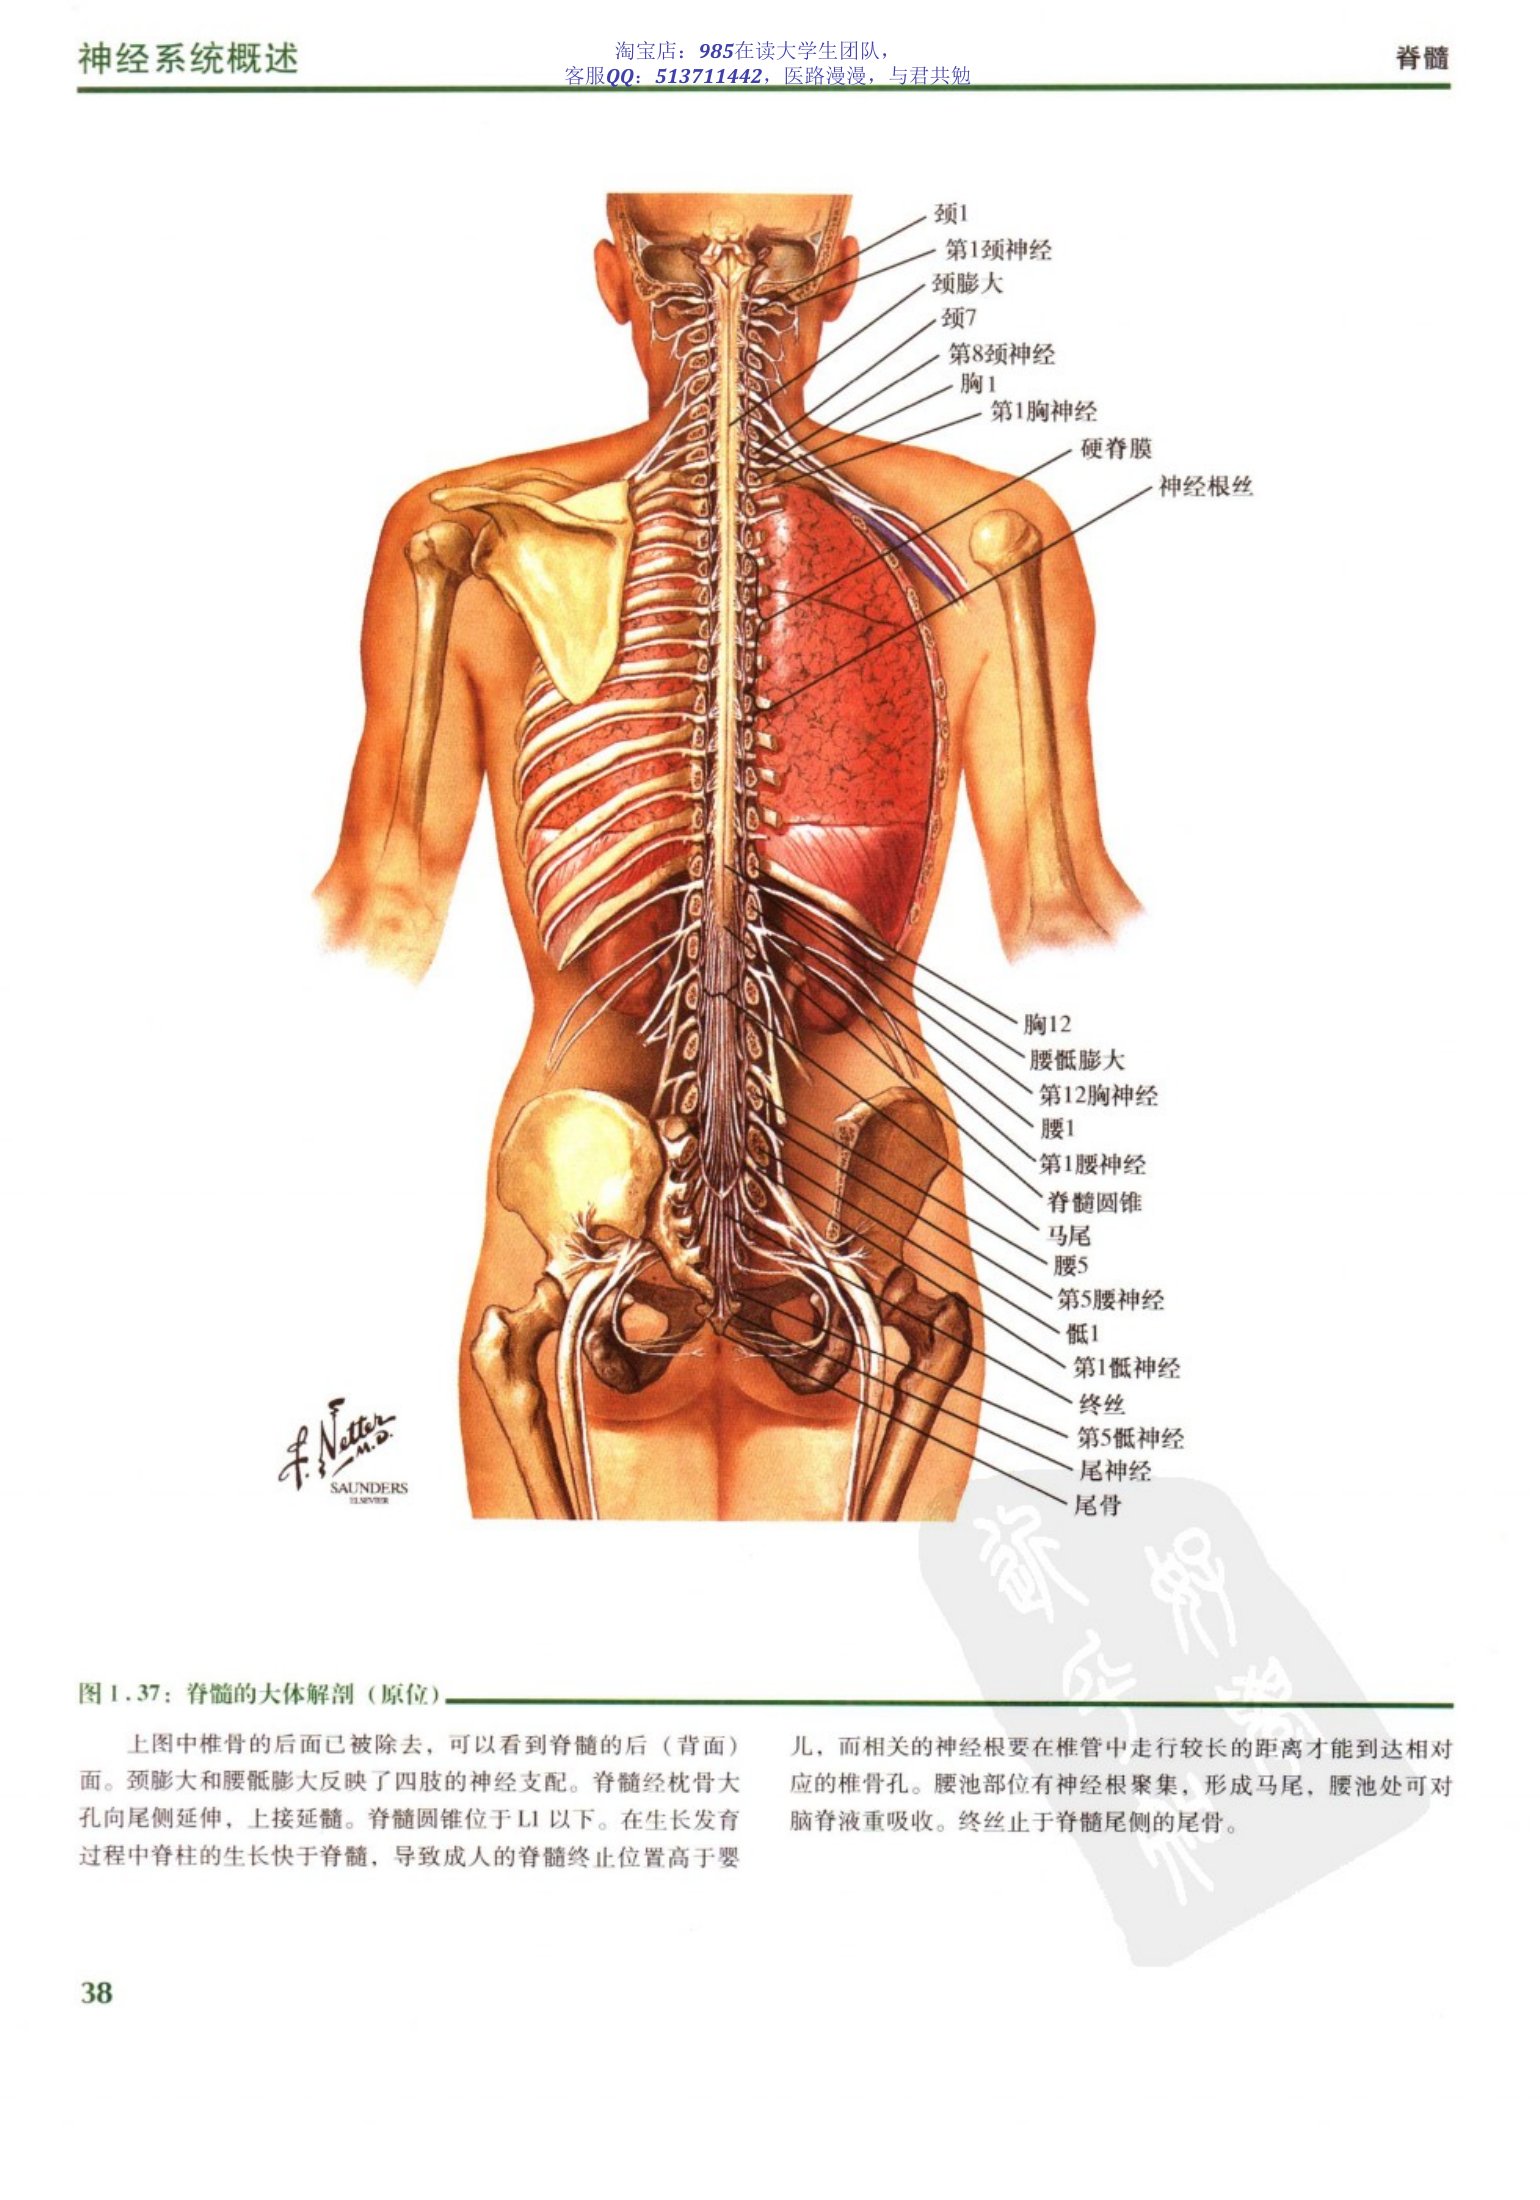 神经系统概述
淘宝店：985在读大学生团队，
客服QQ：513711442，医路漫漫，与君共勉
脊髓
颈1
第1颈神经
颈膨大
颈7
第8颈神经
胸1
第1胸神经
硬脊膜
神经根丝
胸12
腰骶膨大
第12胸神经
腰1
第1腰神经
脊髓圆锥
马尾
腰5
第5腰神经
骶1
第1骶神经
终丝
第5骶神经
尾神经
尾骨
F. Netter
M.D.
SAUNDERS
ELSEVIER
图 1.37：脊髓的大体解剖（原位）
上图中椎骨的后面已被除去，可以看到脊髓的后（背面）
面。颈膨大和腰骶膨大反映了四肢的神经支配。脊髓经枕骨大
孔向尾侧延伸，上接延髓。脊髓圆锥位于 L1 以下。在生长发育
过程中脊柱的生长快于脊髓，导致成人的脊髓终止位置高于婴
儿，而相关的神经根要在椎管中走行较长的距离才能到达相对
应的椎骨孔。腰池部位有神经根聚集，形成马尾，腰池处可对
脑脊液重吸收。终丝止于脊髓尾侧的尾骨。
38